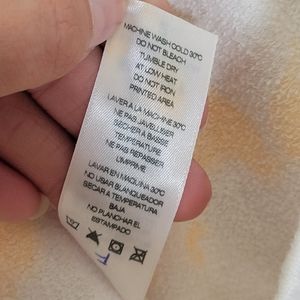 MACHINE WASH COLD 30°C
DO NOT BLEACH
TUMBLE DRY
AT LOW HEAT
DO NOT IRON
PRINTED AREA
LAVER A LA MACHINE 30°C
NE PAS JAVELLISER
SÉCHER À BASSE
TEMPERATURE
NE PAS REPASSER
L'IMPRIME
LAVAR EN MAQUINA 30°C
NO USAR BLANQUEADOR
SECAR A TEMPERATURA
BAJA
NO PLANCHAR EL
ESTAMPADO